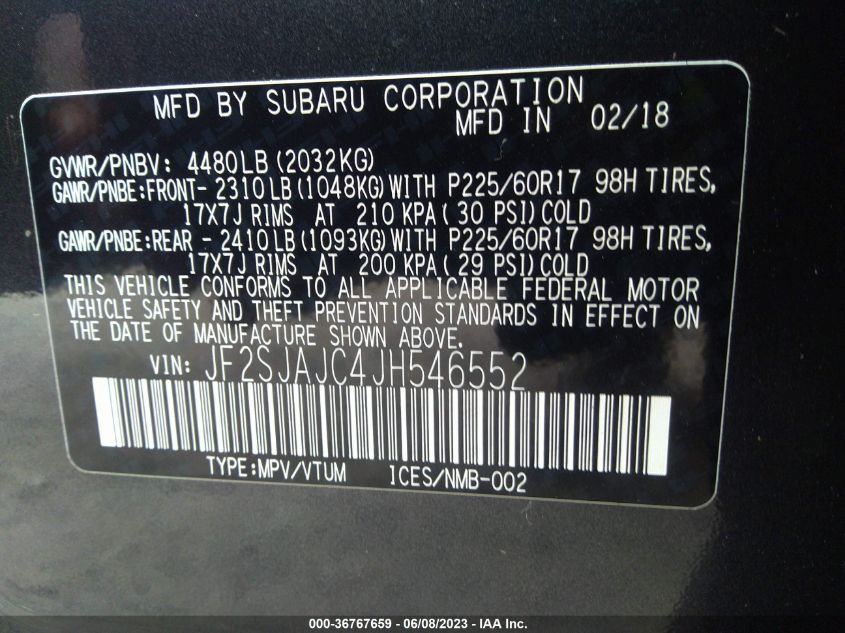 MFD BY SUBARU CORPORATION
MFD IN 02/18
GVWR/PNBV: 4480LB (2032KG)
GAWR/PNBE:FRONT- 2310LB (1048KG) WITH P225/60R17 98H TIRES,
17X7J RIMS AT 210 KPA (30 PSI) COLD
GAWR/PNBE:REAR - 2410LB (1093KG) WITH P225/60R17 98H TIRES,
17X7J RIMS AT 200 KPA (29 PSI) COLD
THIS VEHICLE CONFORMS TO ALL APPLICABLE FEDERAL MOTOR
VEHICLE SAFETY AND THEFT PREVENTION STANDARDS IN EFFECT ON
THE DATE OF MANUFACTURE SHOWN ABOVE.
VIN: JF2SJAJC4JH546552
TYPE:MPV/VTUM ICES/NMB-002
000-36767659 - 06/08/2023 - IAA Inc.